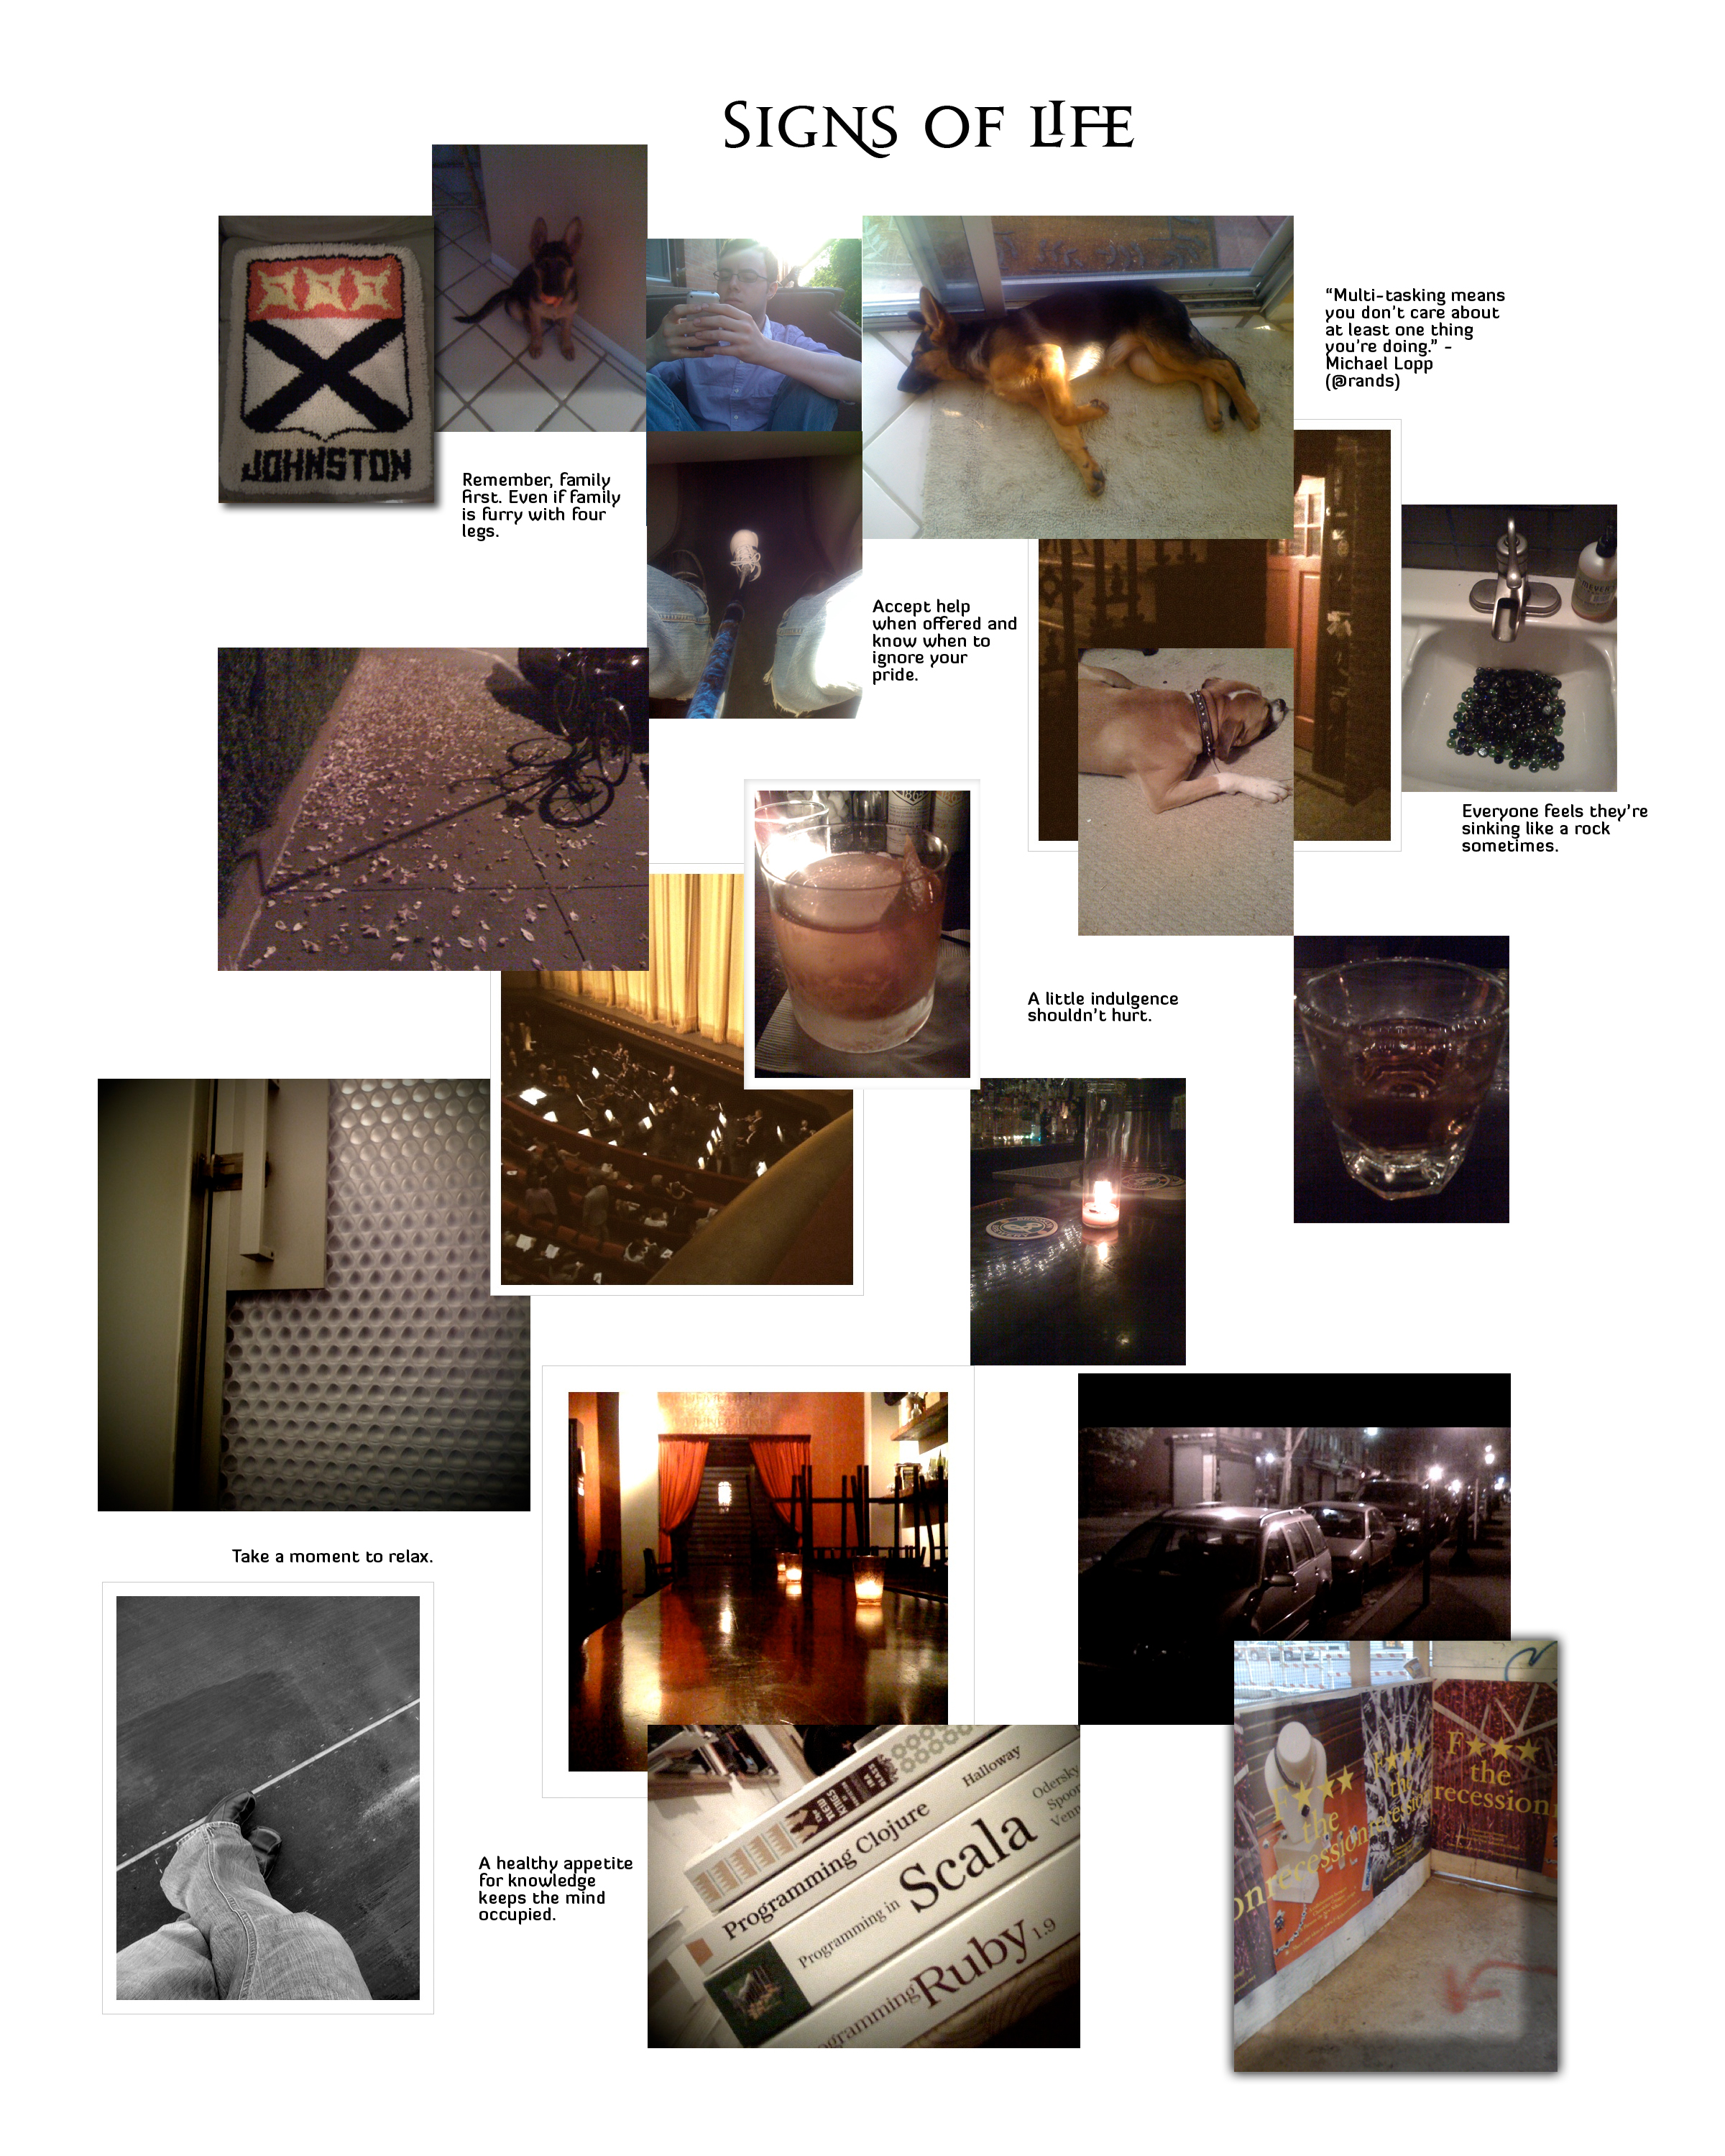 SIGNS OF LIFE
JOHNSTON
"Multi-tasking means
you don't care about
at least one thing
you're doing." -
Michael Lopp
(@rands)
Remember, family
first. Even if family
is furry with four
legs.
Accept help
when offered and
know when to
ignore your
pride.
Everyone feels they're
sinking like a rock
sometimes.
A little indulgence
shouldn't hurt.
Take a moment to relax.
A healthy appetite
for knowledge
keeps the mind
occupied.
NEW
KINGS
Programming Clojure Halloway
Programming in Scala Odersky
Spoon
Venn
ogramming Ruby 1.9
F★★★
the
recession
F★★★
the
recession
F★★★
the
recession